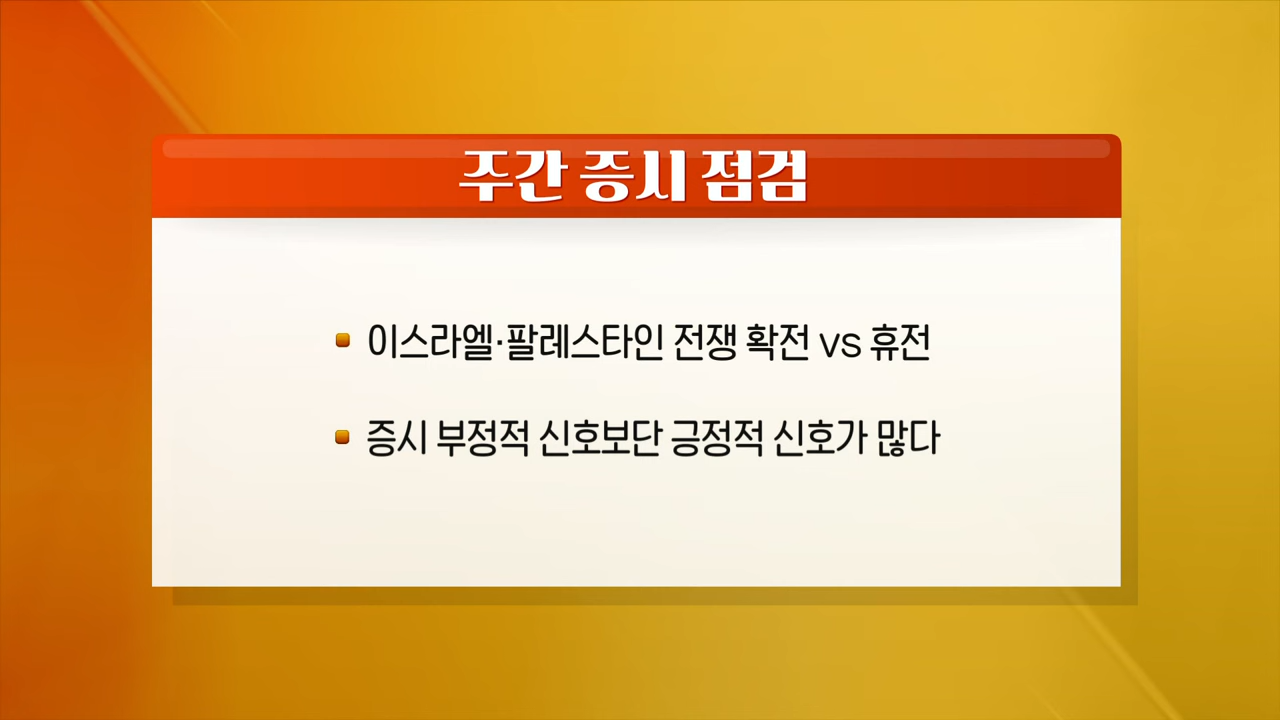 주간 증시 점검
이스라엘·팔레스타인 전쟁 확전 vs 휴전
증시 부정적 신호보단 긍정적 신호가 많다